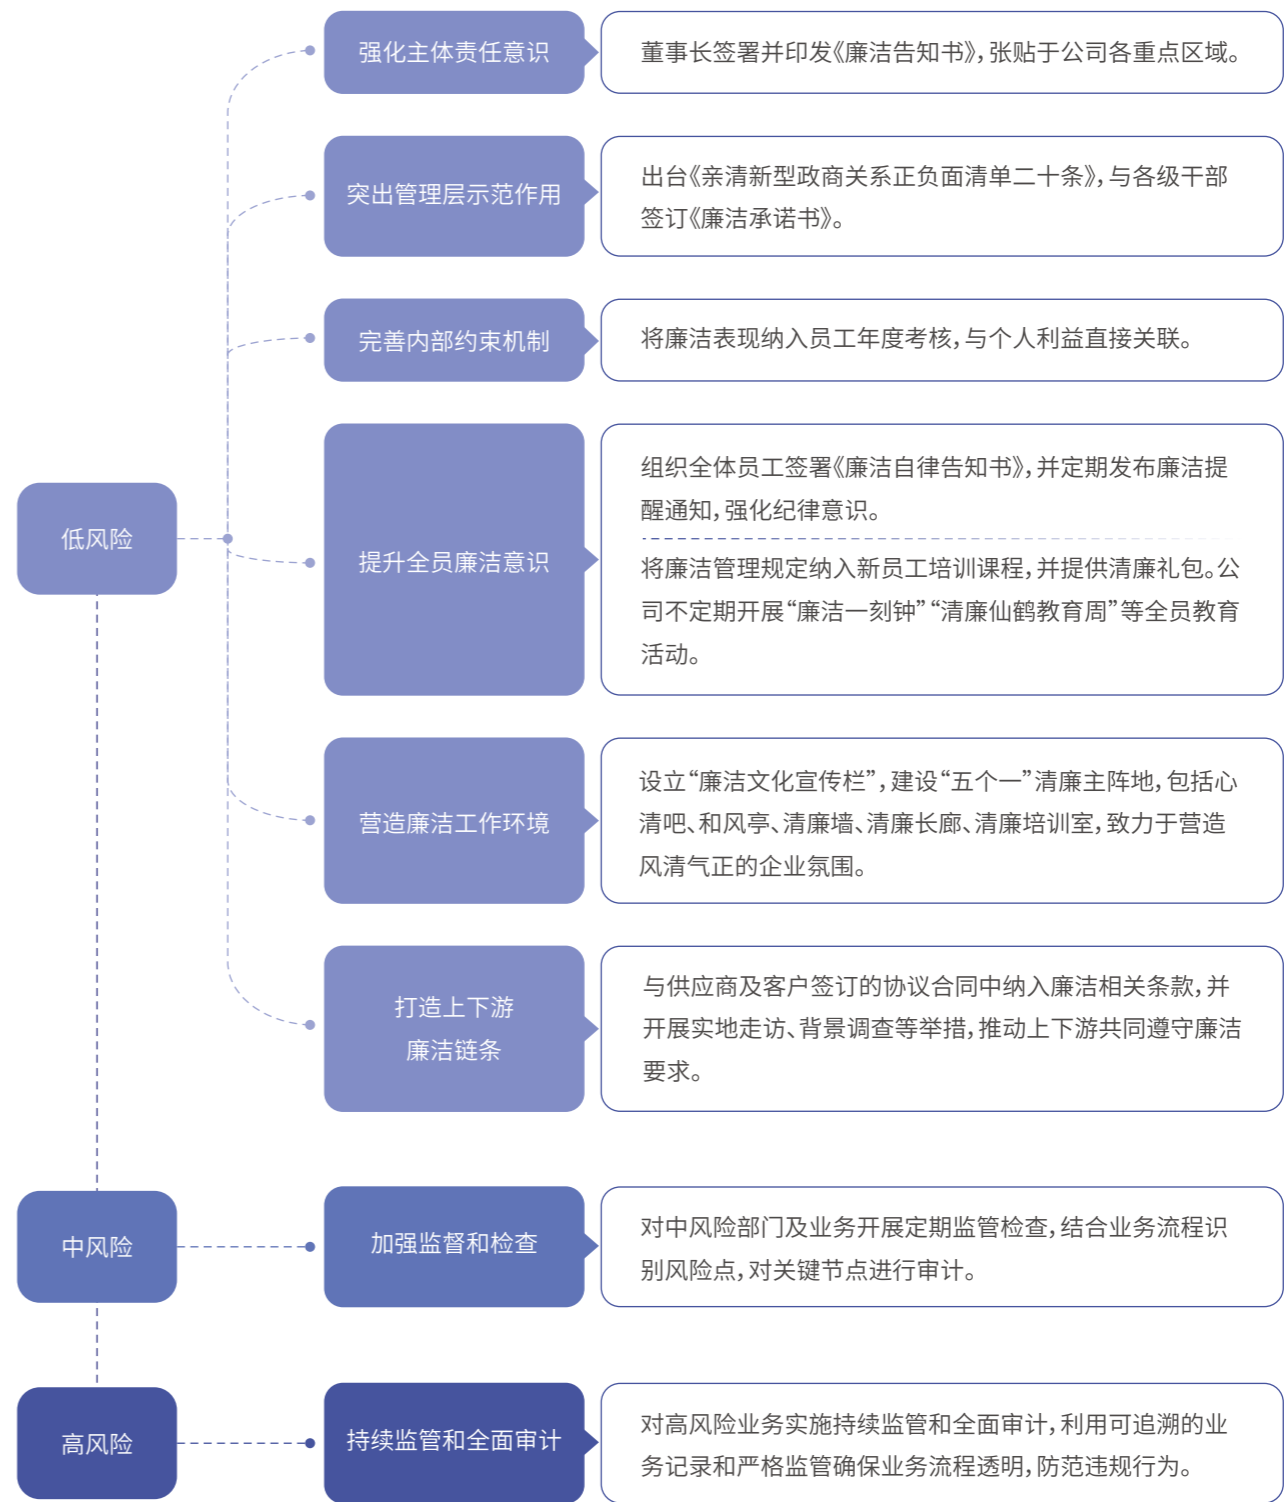 强化主体责任意识
董事长签署并印发《廉洁告知书》，张贴于公司各重点区域。
突出管理层示范作用
出台《亲清新型政商关系正负面清单二十条》，与各级干部
签订《廉洁承诺书》。
完善内部约束机制
将廉洁表现纳入员工年度考核，与个人利益直接关联。
低风险
提升全员廉洁意识
组织全体员工签署《廉洁自律告知书》，并定期发布廉洁提
醒通知，强化纪律意识。
将廉洁管理规定纳入新员工培训课程，并提供清廉礼包。公
司不定期开展“廉洁一刻钟”“清廉仙鹤教育周”等全员教育
活动。
营造廉洁工作环境
设立“廉洁文化宣传栏”，建设“五个一”清廉主阵地，包括心
清吧、和风亭、清廉墙、清廉长廊、清廉培训室，致力于营造
风清气正的企业氛围。
打造上下游
廉洁链条
与供应商及客户签订的协议合同中纳入廉洁相关条款，并
开展实地走访、背景调查等举措，推动上下游共同遵守廉洁
要求。
中风险
加强监督和检查
对中风险部门及业务开展定期监管检查，结合业务流程识
别风险点，对关键节点进行审计。
高风险
持续监管和全面审计
对高风险业务实施持续监管和全面审计，利用可追溯的业
务记录和严格监管确保业务流程透明，防范违规行为。